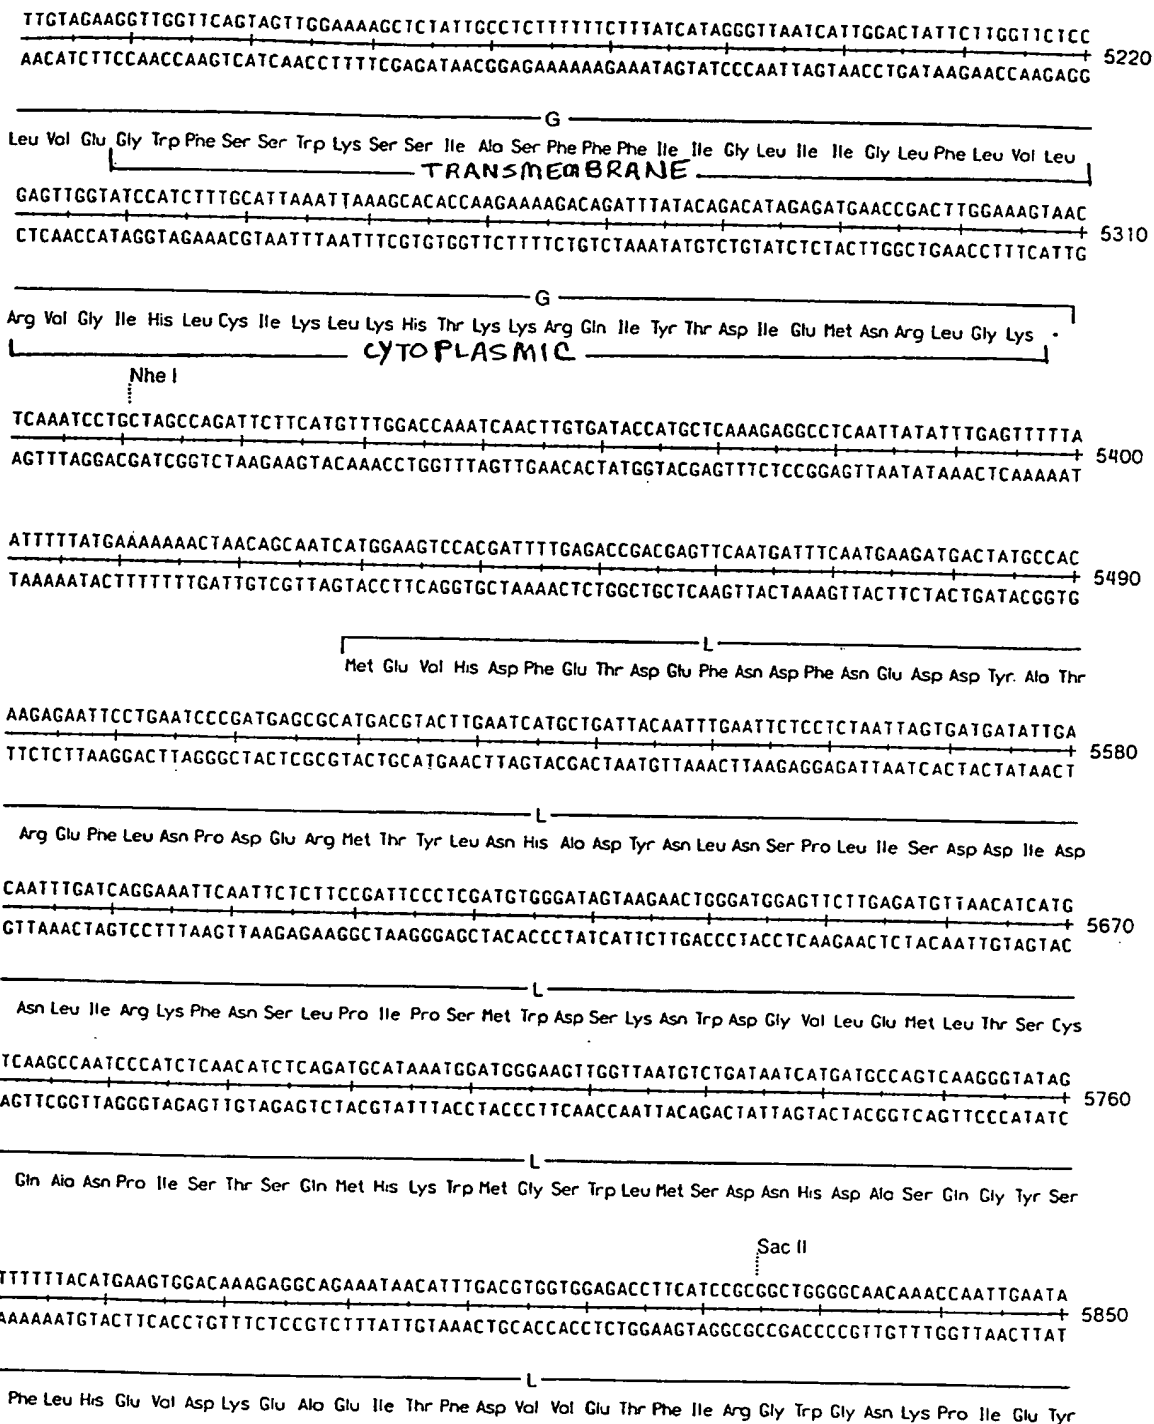 TTGTAGAAGGTTGGTTCAGTAGTTGGAAAAGCTCTATTGCCTCTTTTTTCTTTATCATAGGGTTAATCATTGGACTATTCTTGGTTCTCC
5220
AACATCTTCCAACCAAGTCATCAACCTTTTCGAGATAACGGAGAAAAAAGAAATAGTATCCCAATTAGTAACCTGATAAGAACCAAGAGG
G
Leu Val Glu Gly Trp Phe Ser Ser Trp Lys Ser Ser Ile Ala Ser Phe Phe Phe Ile Ile Gly Leu Ile Ile Gly Leu Phe Leu Val Leu
TRANSMEMBRANE
GAGTTGGTATCCATCTTTGCATTAAATTAAAGCACACCAAGAAAAGACAGATTTATACAGACATAGAGATGAACCGACTTGGAAAGTAAC
5310
CTCAACCATAGGTAGAAACGTAATTTAATTTCGTGTGGTTCTTTTCTGTCTAAATATGTCTGTATCTCTACTTGGCTGAACCTTTCATTG
G
Arg Val Gly Ile His Leu Cys Ile Lys Leu Lys His Thr Lys Lys Arg Gln Ile Tyr Thr Asp Ile Glu Met Asn Arg Leu Gly Lys ·
CYTOPLASMIC
Nhe I
TCAAATCCTGCTAGCCAGATTCTTCATGTTTGGACCAAATCAACTTGTGATACCATGCTCAAAGAGGCCTCAATTATATTTGAGTTTTTA
5400
AGTTTAGGACGATCGGTCTAAGAAGTACAAACCTGGTTTAGTTGAACACTATGGTACGAGTTTCTCCGGAGTTAATATAAACTCAAAAAT
ATTTTTATGAAAAAAACTAACAGCAATCATGGAAGTCCACGATTTTGAGACCGACGAGTTCAATGATTTCAATGAAGATGACTATGCCAC
5490
TAAAAATACTTTTTTTGATTGTCGTTAGTACCTTCAGGTGCTAAAACTCTGGCTGCTCAAGTTACTAAAGTTACTTCTACTGATACGGTG
L
Met Glu Val His Asp Phe Glu Thr Asp Glu Phe Asn Asp Phe Asn Glu Asp Asp Tyr Ala Thr
AAGAGAATTCCTGAATCCCGATGAGCGCATGACGTACTTGAATCATGCTGATTACAATTTGAATTCTCCTCTAATTAGTGATGATATTGA
5580
TTCTCTTAAGGACTTAGGGCTACTCGCGTACTGCATGAACTTAGTACGACTAATGTTAAACTTAAGAGGAGATTAATCACTACTATAACT
L
Arg Glu Phe Leu Asn Pro Asp Glu Arg Met Thr Tyr Leu Asn His Ala Asp Tyr Asn Leu Asn Ser Pro Leu Ile Ser Asp Asp Ile Asp
CAATTTGATCAGGAAATTCAATTCTCTTCCGATTCCCTCGATGTGGGATAGTAAGAACTGGGATGGAGTTCTTGAGATGTTAACATCATG
5670
GTTAAACTAGTCCTTTAAGTTAAGAGAAGGCTAAGGGAGCTACACCCTATCATTCTTGACCCTACCTCAAGAACTCTACAATTGTAGTAC
L
Asn Leu Ile Arg Lys Phe Asn Ser Leu Pro Ile Pro Ser Met Trp Asp Ser Lys Asn Trp Asp Gly Val Leu Glu Met Leu Thr Ser Cys
TCAAGCCAATCCCATCTCAACATCTCAGATGCATAAATGGATGGGAAGTTGGTTAATGTCTGATAATCATGATGCCAGTCAAGGGTATAG
5760
AGTTCGGTTAGGGTAGAGTTGTAGAGTCTACGTATTTACCTACCCTTCAACCAATTACAGACTATTAGTACTACGGTCAGTTCCCATATC
L
Gln Ala Asn Pro Ile Ser Thr Ser Gln Met His Lys Trp Met Gly Ser Trp Leu Met Ser Asp Asn His Asp Ala Ser Gln Gly Tyr Ser
Sac II
TTTTTTACATGAAGTGGACAAAGAGGCAGAAATAACATTTGACGTGGTGGAGACCTTCATCCGCGGCTGGGGCAACAAACCAATTGAATA
5850
AAAAAATGTACTTCACCTGTTTCTCCGTCTTTATTGTAAACTGCACCACCTCTGGAAGTAGGCGCCGACCCCGTTGTTTGGTTAACTTAT
L
Phe Leu His Glu Val Asp Lys Glu Ala Glu Ile Thr Phe Asp Val Val Glu Thr Phe Ile Arg Gly Trp Gly Asn Lys Pro Ile Glu Tyr